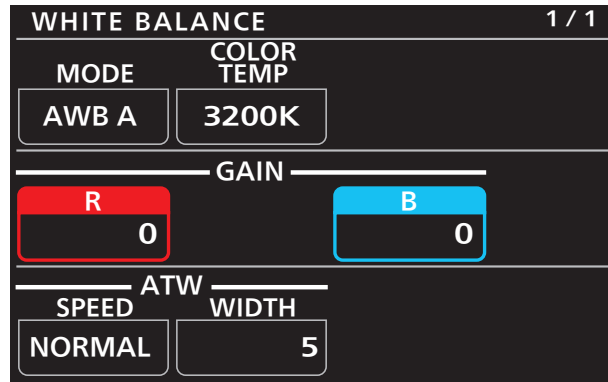 WHITE BALANCE 1 / 1
MODE COLOR TEMP
AWB A 3200K
GAIN
R B
0 0
ATW
SPEED WIDTH
NORMAL 5